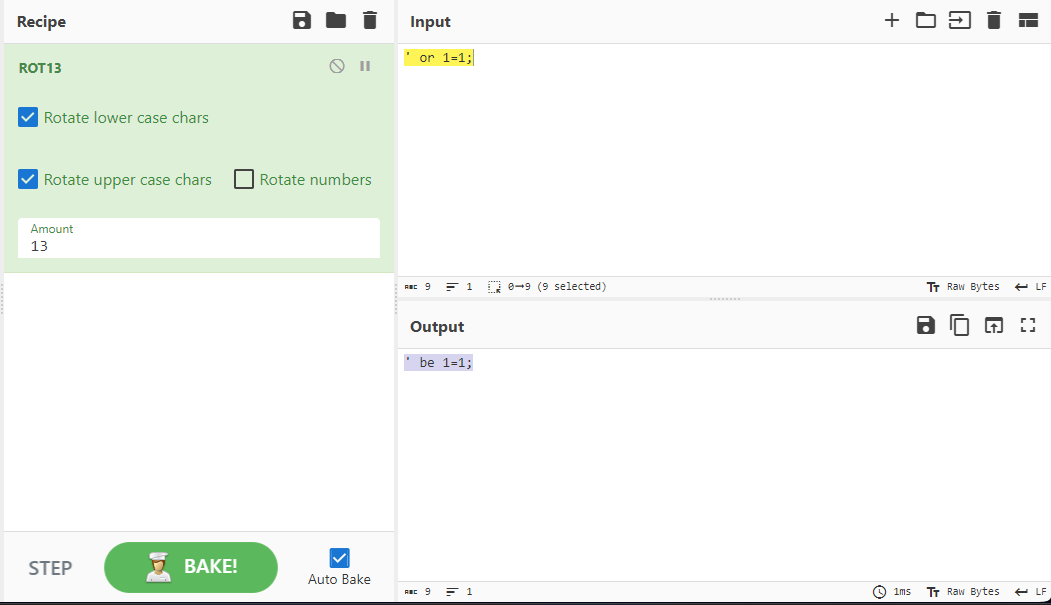 Recipe
ROT13
Rotate lower case chars
Rotate upper case chars Rotate numbers
Amount
13
STEP
BAKE!
Auto Bake
Input
' or 1=1;
ABC 9 1 0→9 (9 selected) Tт Raw Bytes LF
Output
' be 1=1;
ABC 9 1 1ms Tт Raw Bytes LF